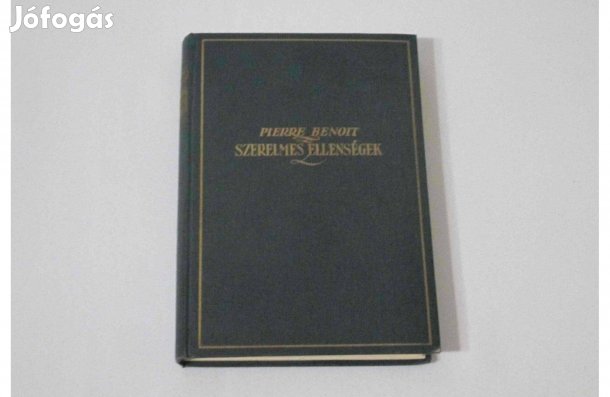 Jófogás
PIERRE BENOIT
SZERELMES ELLENSÉGEK